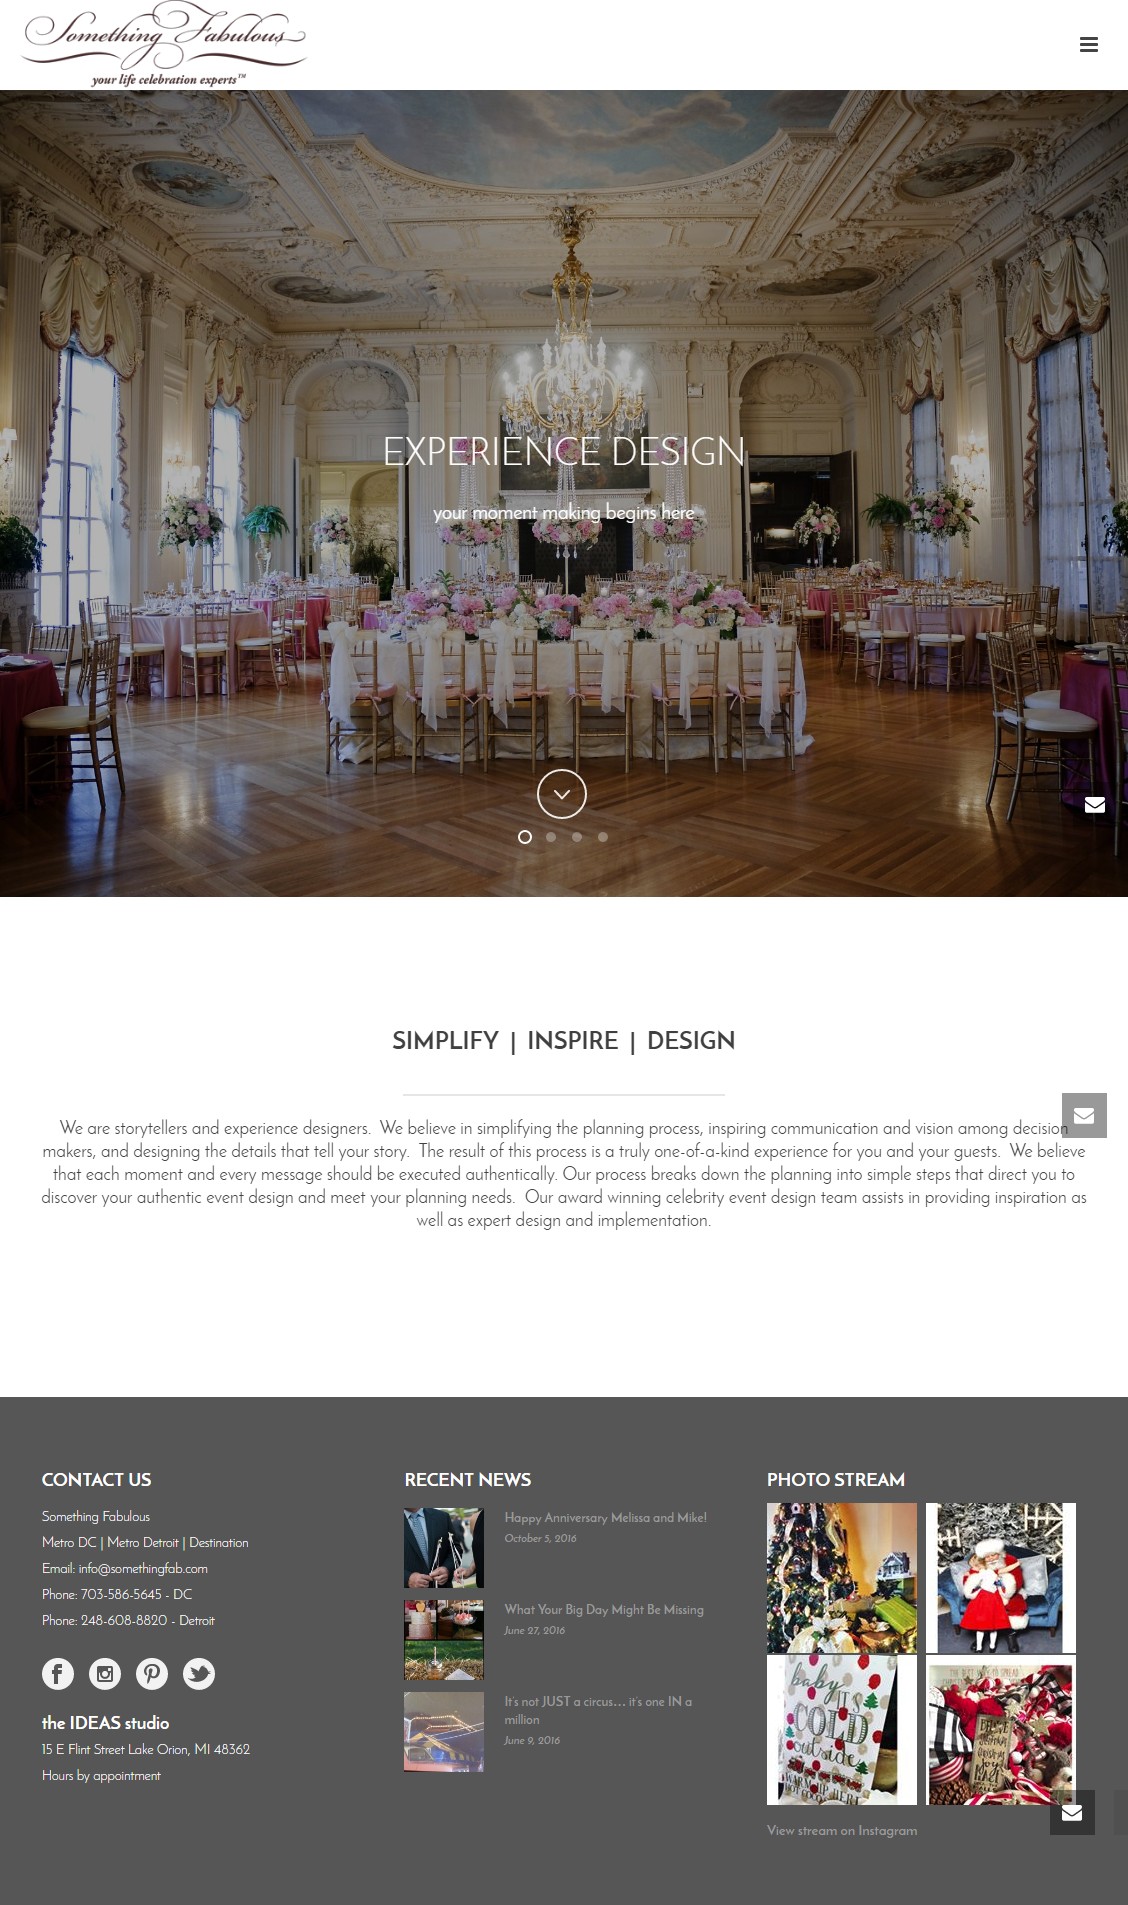 Something Fabulous
your life celebration experts™
EXPERIENCE DESIGN
your moment making begins here
SIMPLIFY | INSPIRE | DESIGN
We are storytellers and experience designers. We believe in simplifying the planning process, inspiring communication and vision among decision
makers, and designing the details that tell your story. The result of this process is a truly one-of-a-kind experience for you and your guests. We believe
that each moment and every message should be executed authentically. Our process breaks down the planning into simple steps that direct you to
discover your authentic event design and meet your planning needs. Our award winning celebrity event design team assists in providing inspiration as
well as expert design and implementation.
CONTACT US
Something Fabulous
Metro DC | Metro Detroit | Destination
Email: info@somethingfab.com
Phone: 703-586-5645 - DC
Phone: 248-608-8820 - Detroit
the IDEAS studio
15 E Flint Street Lake Orion, MI 48362
Hours by appointment
RECENT NEWS
Happy Anniversary Melissa and Mike!
October 5, 2016
What Your Big Day Might Be Missing
June 27, 2016
It's not JUST a circus... it's one IN a
million
June 9, 2016
PHOTO STREAM
baby
IT'S
COLD
outside
View stream on Instagram